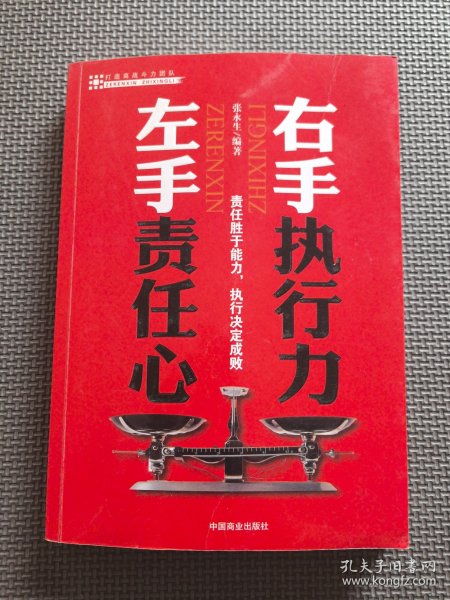 打造高战斗力团队
ZERENXIN ZHIXINGLI
左手责任心
ZERENXIN
张永生/编著
责任胜于能力，执行决定成败
ZHIXINGLI
右手执行力
中国商业出版社
孔夫子旧书网
www.kongfz.com